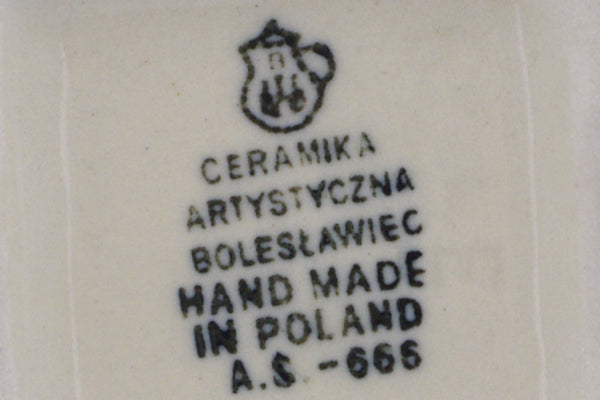 B
CERAMIKA
ARTYSTYCZNA
BOLESŁAWIEC
HAND MADE
IN POLAND
A.S -666